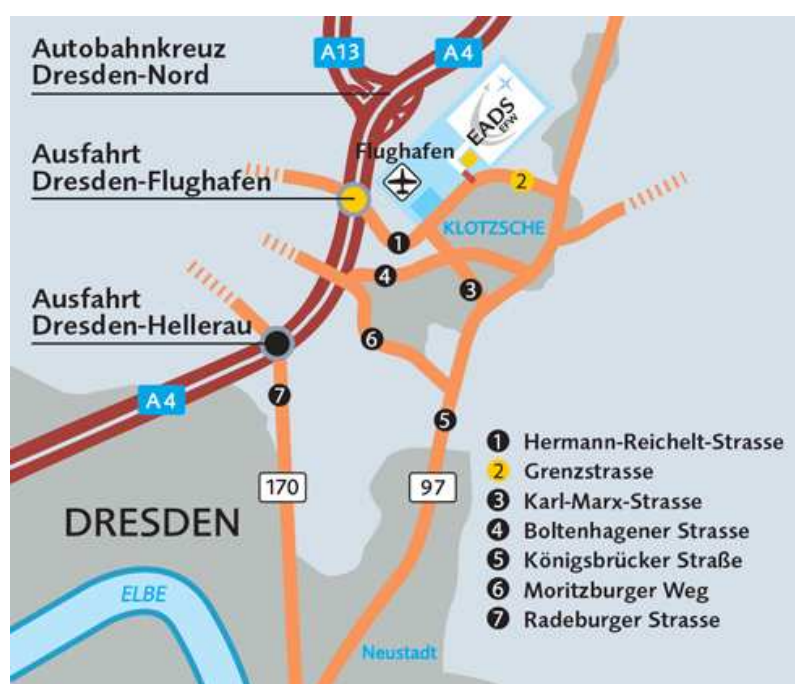 Autobahnkreuz
Dresden-Nord
A13
A4
EADS
EFW
Ausfahrt
Dresden-Flughafen
Flughafen
2
KLOTZSCHE
1
4
3
Ausfahrt
Dresden-Hellerau
6
A4
7
5
170
97
DRESDEN
ELBE
Neustadt
1 Hermann-Reichelt-Strasse
2 Grenzstrasse
3 Karl-Marx-Strasse
4 Boltenhagener Strasse
5 Königsbrücker Straße
6 Moritzburger Weg
7 Radeburger Strasse